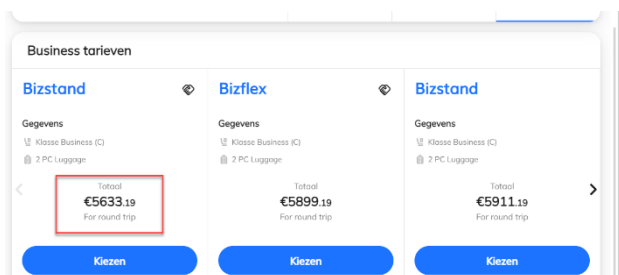 Business tarieven
Bizstand
Gegevens
Klasse Business (C)
2 PC Luggage
Totaal
€5633.19
For round trip
Kiezen
Bizflex
Gegevens
Klasse Business (C)
2 PC Luggage
Totaal
€5899.19
For round trip
Kiezen
Bizstand
Gegevens
Klasse Business (C)
2 PC Luggage
Totaal
€5911.19
For round trip
Kiezen